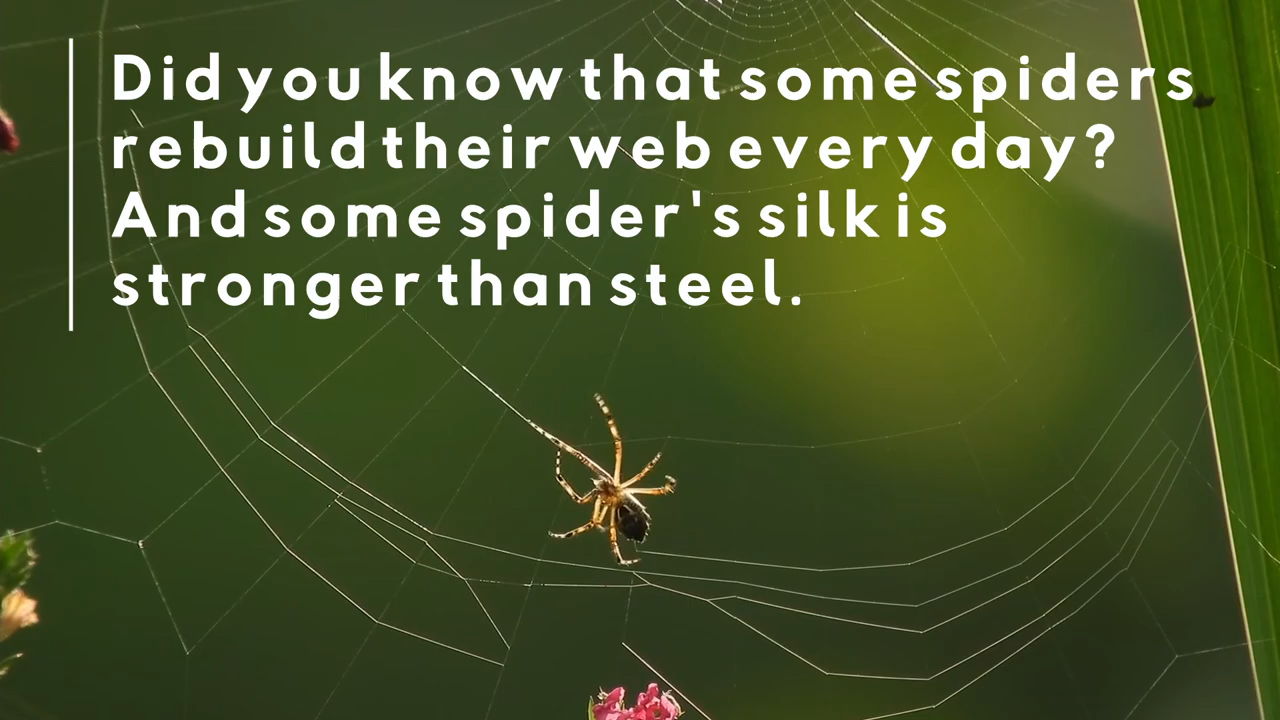 Did you know that some spiders
rebuild their web every day?
And some spider's silk is
stronger than steel.